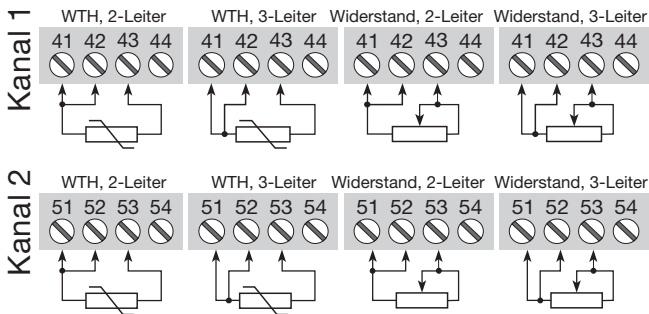 Kanal 1
WTH, 2-Leiter WTH, 3-Leiter Widerstand, 2-Leiter Widerstand, 3-Leiter
41 42 43 44 41 42 43 44 41 42 43 44 41 42 43 44
Kanal 2
WTH, 2-Leiter WTH, 3-Leiter Widerstand, 2-Leiter Widerstand, 3-Leiter
51 52 53 54 51 52 53 54 51 52 53 54 51 52 53 54